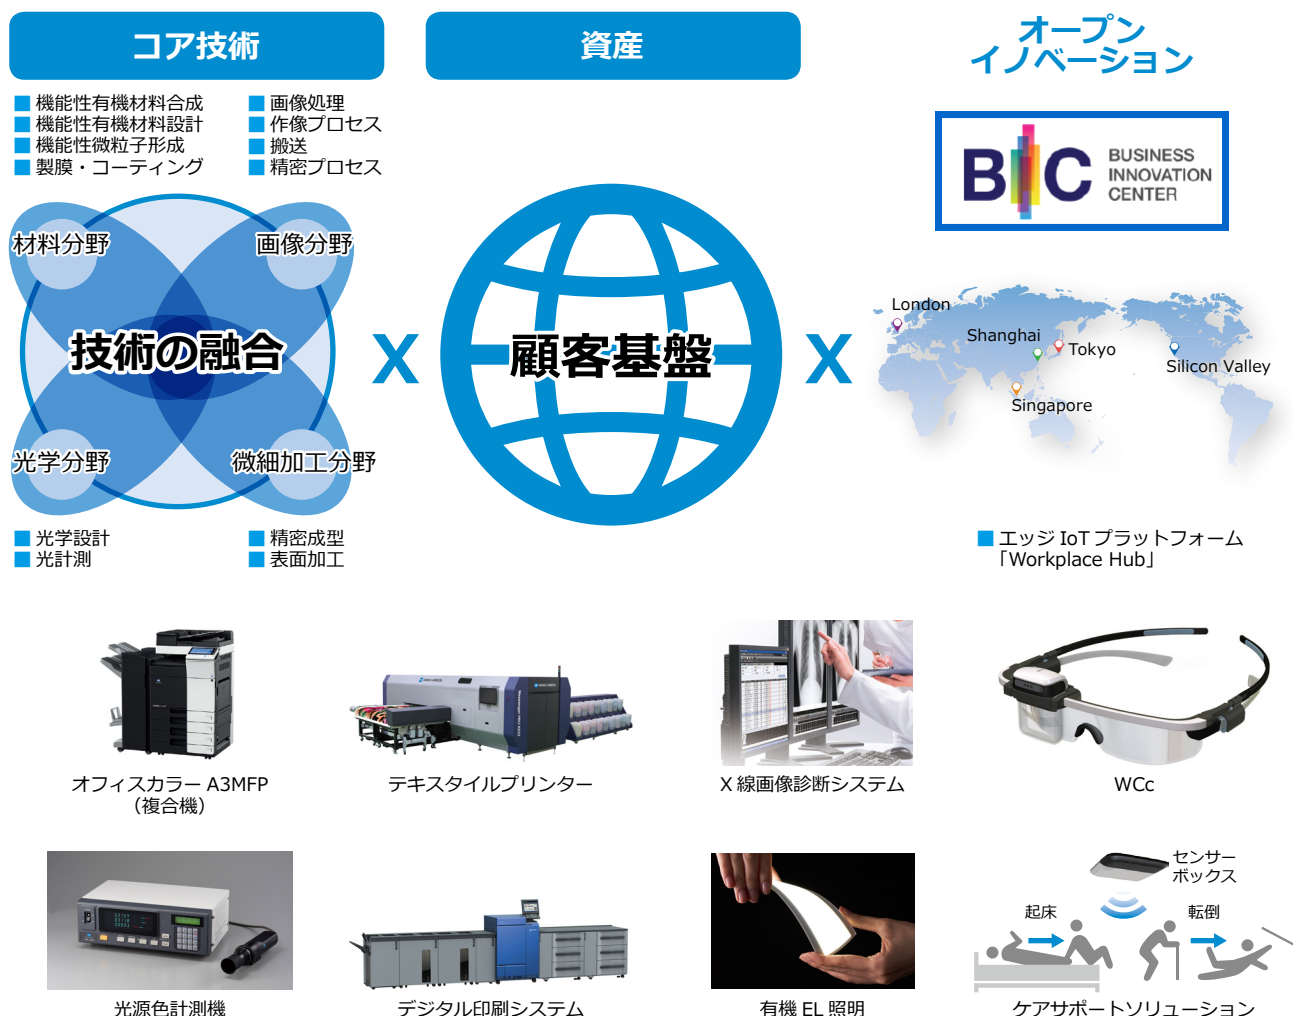 コア技術
資産
オープン
イノベーション
機能性有機材料合成
機能性有機材料設計
機能性微粒子形成
製膜・コーティング
画像処理
作像プロセス
搬送
精密プロセス
BIC
BUSINESS
INNOVATION
CENTER
材料分野
画像分野
技術の融合
光学分野
微細加工分野
X
顧客基盤
X
London
Shanghai
Tokyo
Silicon Valley
Singapore
光学設計
光計測
精密成型
表面加工
エッジ IoT プラットフォーム
「Workplace Hub」
オフィスカラー A3MFP
（複合機）
テキスタイルプリンター
X 線画像診断システム
WCc
センサー
ボックス
起床
転倒
光源色計測機
デジタル印刷システム
有機 EL 照明
ケアサポートソリューション